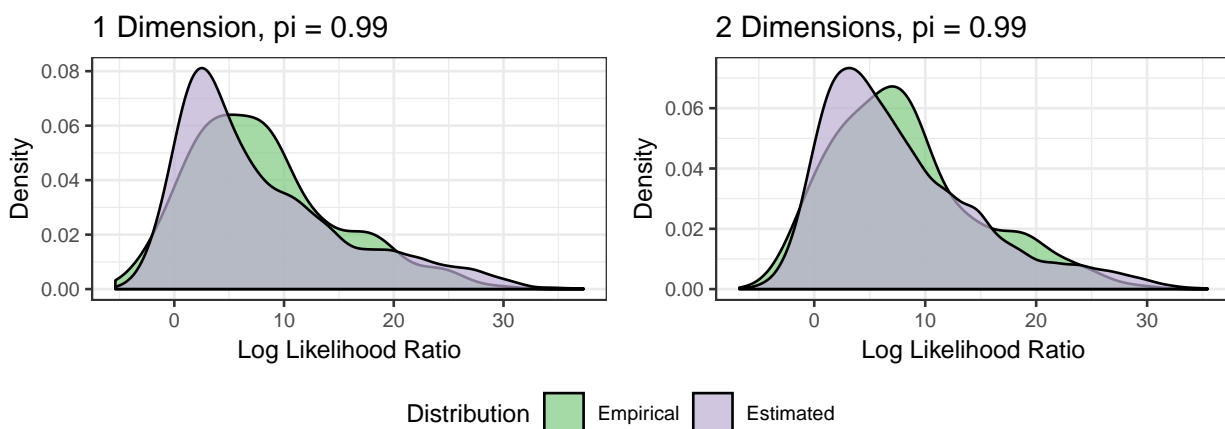 1 Dimension, pi = 0.99
0.08
0.06
0.04
0.02
0.00
Density
0
10
20
30
Log Likelihood Ratio
2 Dimensions, pi = 0.99
0.06
0.04
0.02
0.00
Density
0
10
20
30
Log Likelihood Ratio
Distribution Empirical Estimated